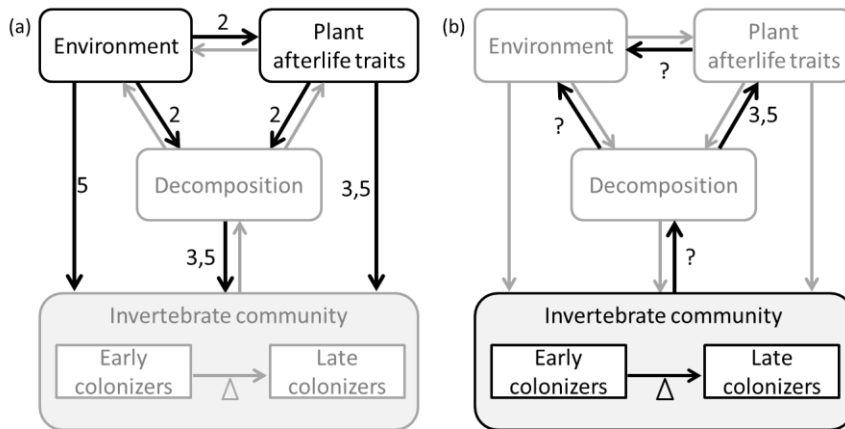 (a)
Environment
2
Plant
afterlife traits
2
2
Decomposition
5
3,5
3,5
Invertebrate community
Early
colonizers
Δ
Late
colonizers
(b)
Environment
?
Plant
afterlife traits
?
3,5
Decomposition
?
Invertebrate community
Early
colonizers
Δ
Late
colonizers